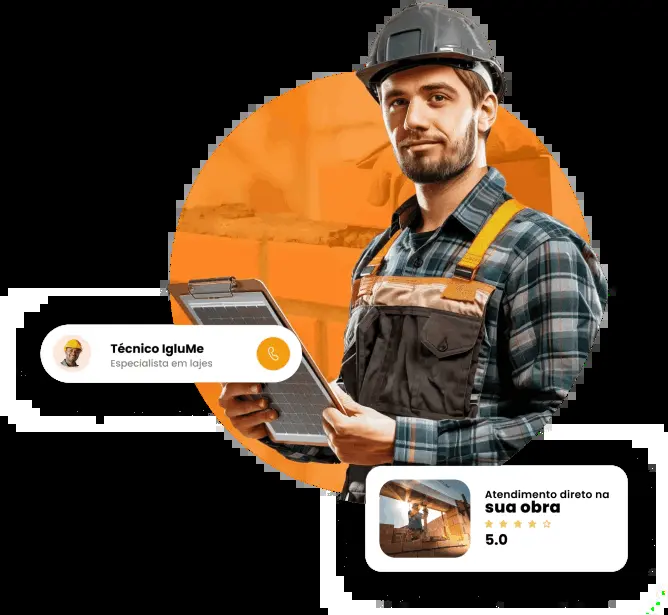 Técnico IgluMe
Especialista em lajes
Atendimento direto na
sua obra
5.0